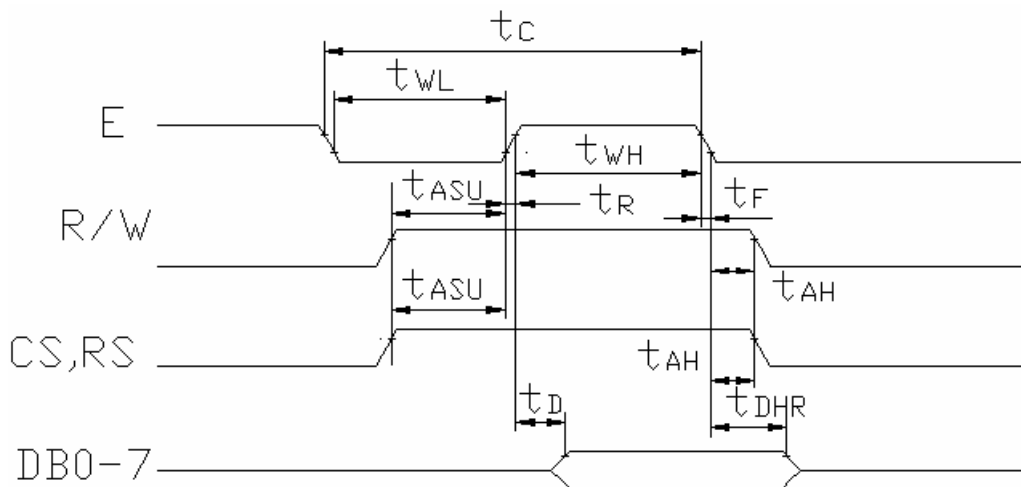 tC
tWL
E
tWH
tASU
tR
tF
R/W
tASU
tAH
CS,RS
tAH
tD
tDHR
DB0-7